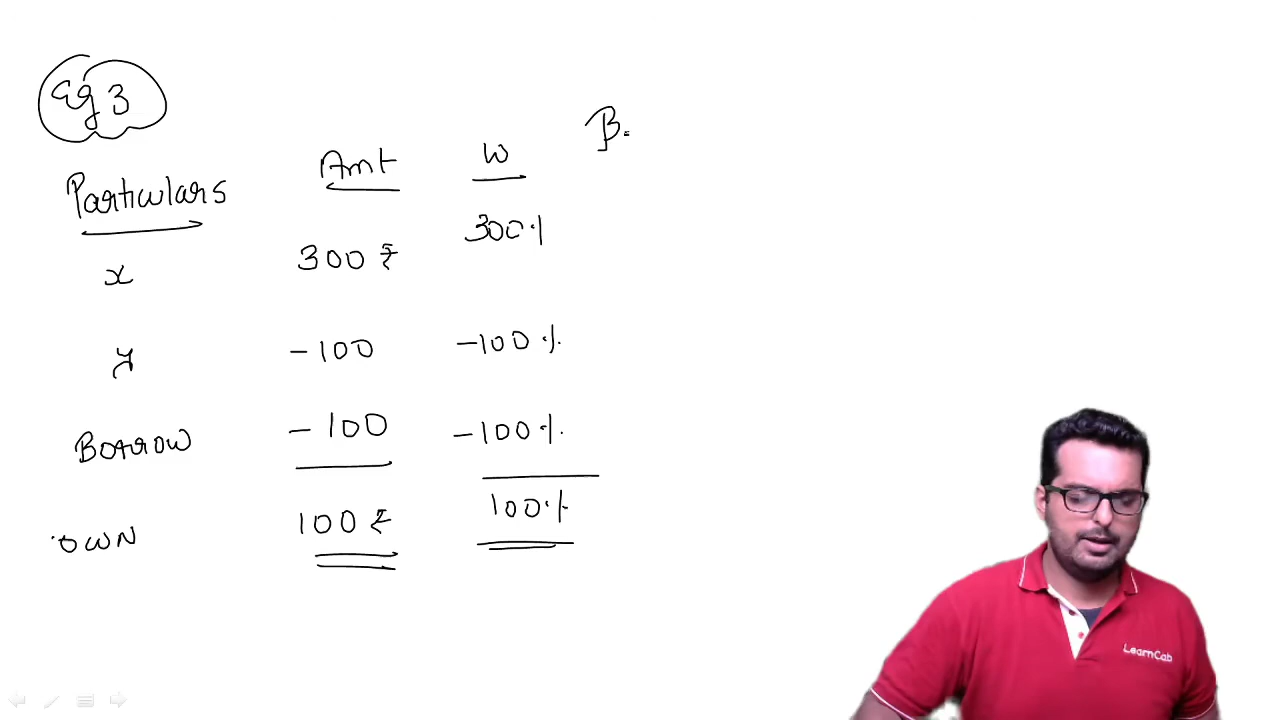 Eg 3
Particulars Amt W β
x 300 ₹ 300%
y -100 -100%
Borrow -100 -100%
own 100 ₹ 100%
LearnCab